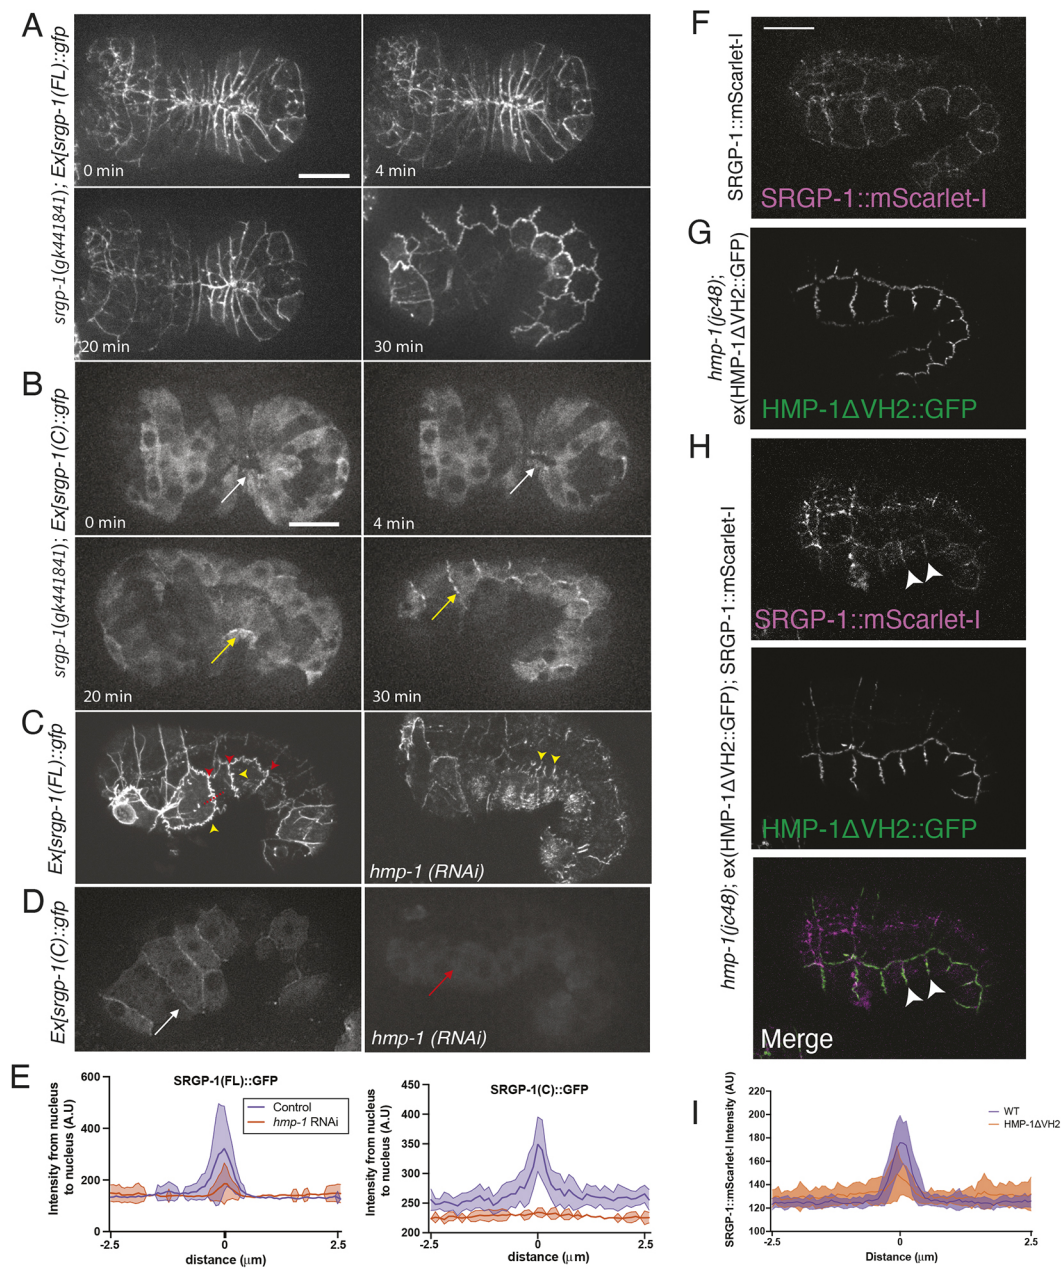 A
srgp-1(gk441841); Ex[srgp-1(FL)::gfp
0 min
4 min
20 min
30 min
B
srgp-1(gk441841); Ex[srgp-1(C)::gfp
0 min
4 min
20 min
30 min
C
Ex[srgp-1(FL)::gfp
hmp-1 (RNAi)
D
Ex[srgp-1(C)::gfp
hmp-1 (RNAi)
E
SRGP-1(FL)::GFP
Intensity from nucleus
to nucleus (A.U)
600
400
200
0
Control
hmp-1 RNAi
-2.5
0
2.5
distance (μm)
SRGP-1(C)::GFP
Intensity from nucleus
to nucleus (A.U)
450
400
350
300
250
200
-2.5
0
2.5
distance (μm)
F
SRGP-1::mScarlet-I
SRGP-1::mScarlet-I
G
hmp-1(jc48);
ex(HMP-1ΔVH2::GFP)
HMP-1ΔVH2::GFP
H
hmp-1(jc48); ex(HMP-1ΔVH2::GFP); SRGP-1::mScarlet-I
SRGP-1::mScarlet-I
HMP-1ΔVH2::GFP
Merge
I
SRGP-1::mScarlet-I Intensity (AU)
220
200
180
160
140
120
100
WT
HMP-1ΔVH2
-2.5
0
2.5
Distance (μm)